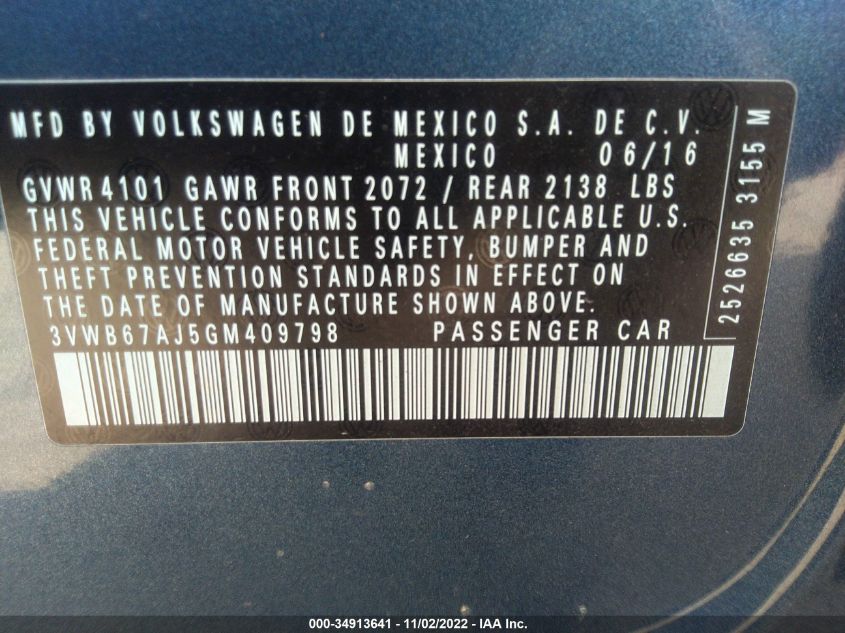 MFD BY VOLKSWAGEN DE MEXICO S.A. DE C.V.
MEXICO 06/16
GVWR 4101 GAWR FRONT 2072 / REAR 2138 LBS
THIS VEHICLE CONFORMS TO ALL APPLICABLE U.S.
FEDERAL MOTOR VEHICLE SAFETY, BUMPER AND
THEFT PREVENTION STANDARDS IN EFFECT ON
THE DATE OF MANUFACTURE SHOWN ABOVE.
3VWB67AJ5GM409798 PASSENGER CAR
2526635 3155 M
000-34913641 - 11/02/2022 - IAA Inc.